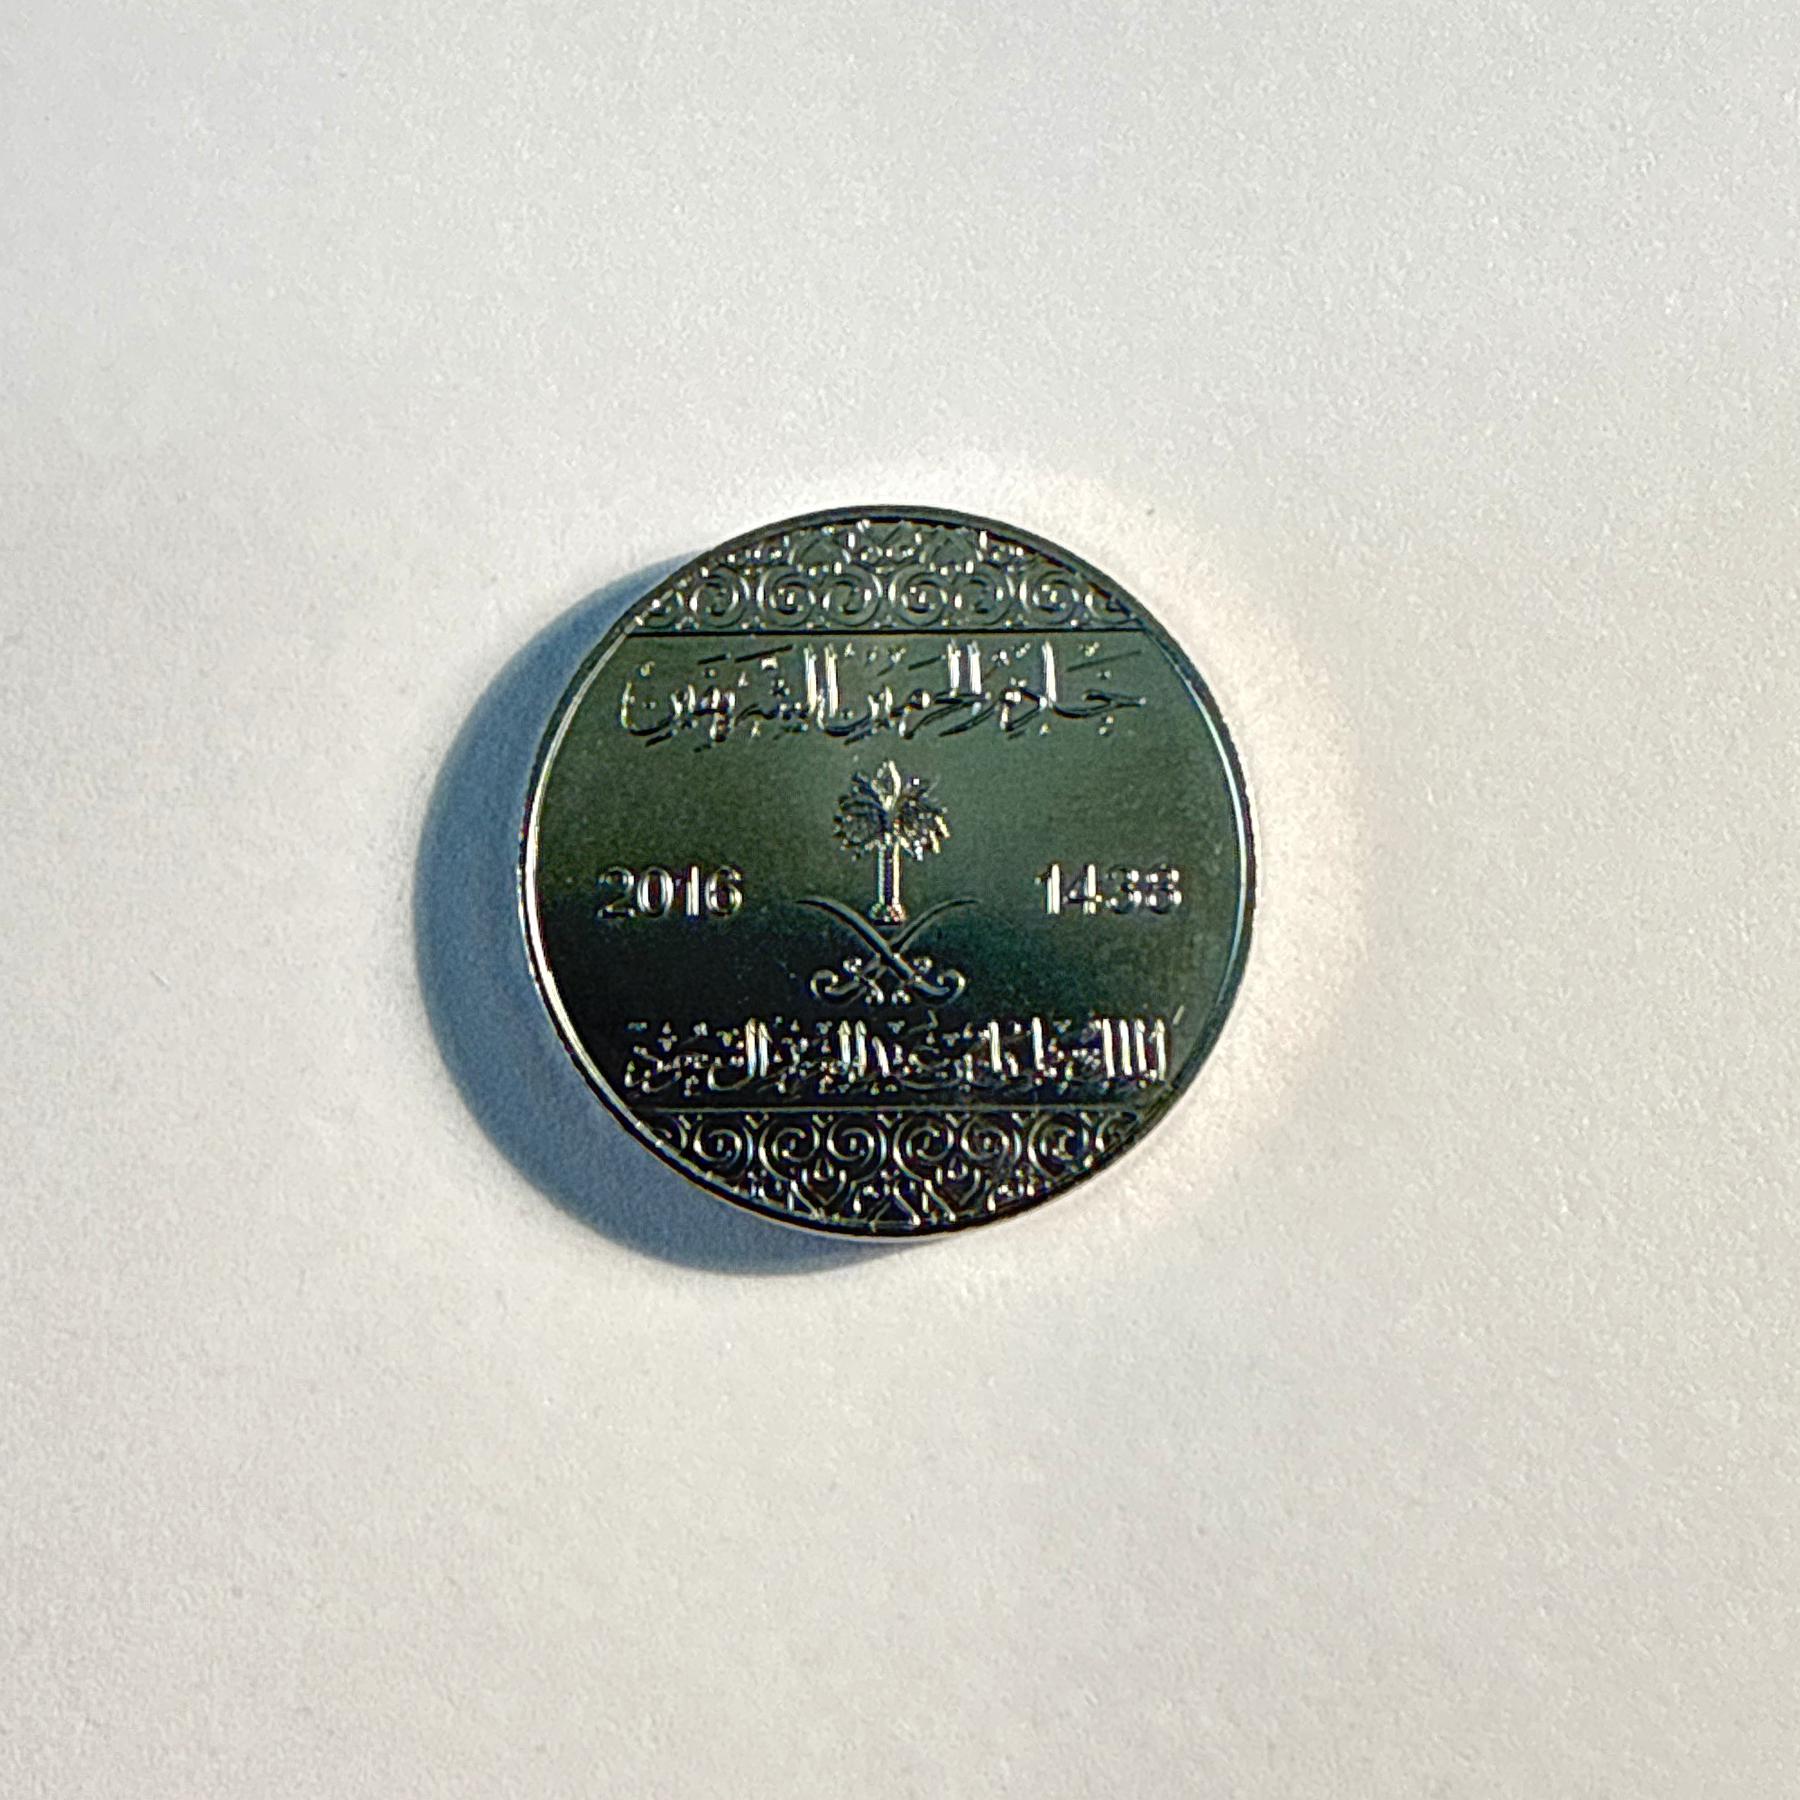 خادم الحرمين الشريفين
2016 1438
الملك سلمان بن عبدالعزيز آل سعود